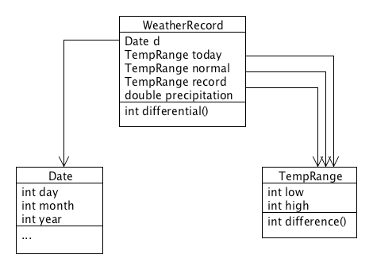 WeatherRecord
Date d
TempRange today
TempRange normal
TempRange record
double precipitation
int differential()
Date
int day
int month
int year
...
TempRange
int low
int high
int difference()